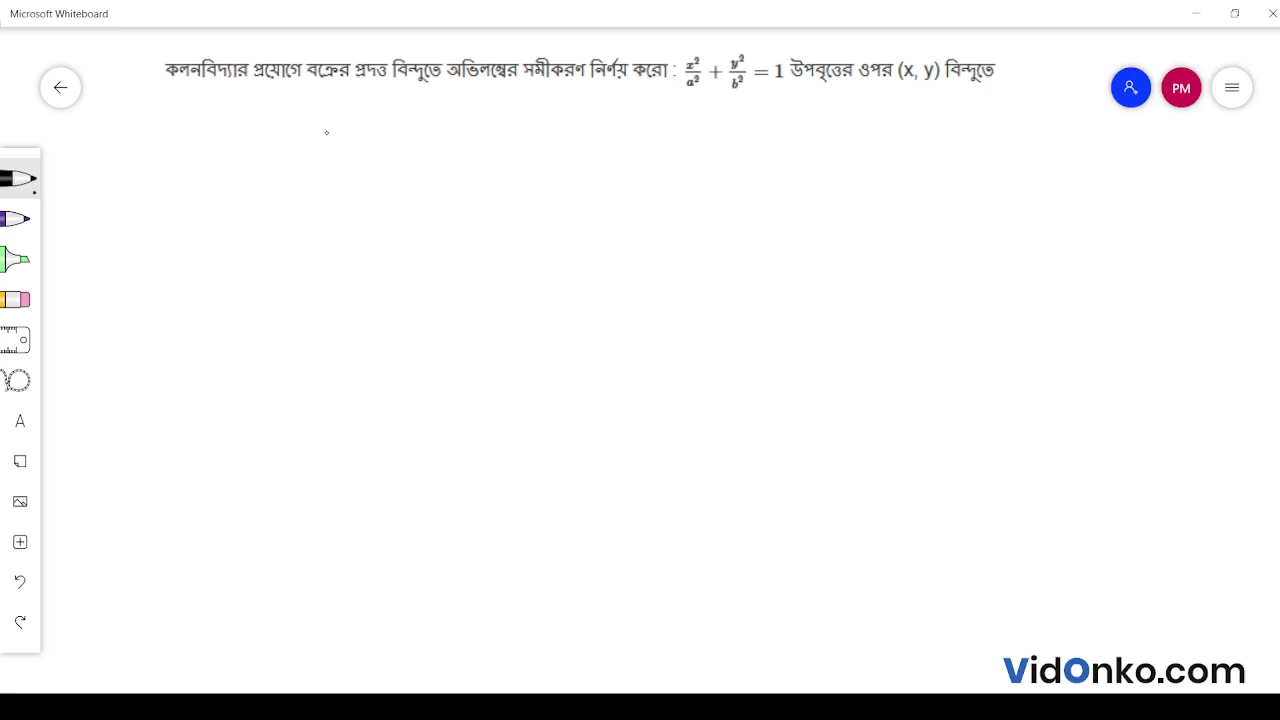 Microsoft Whiteboard
কলনবিদ্যার প্রয়োগে বক্রের প্রদত্ত বিন্দুতে অভিলম্বের সমীকরণ নির্ণয় করো : x²/a² + y²/b² = 1 উপবৃত্তের ওপর (x, y) বিন্দুতে
PM
A
VidOnko.com